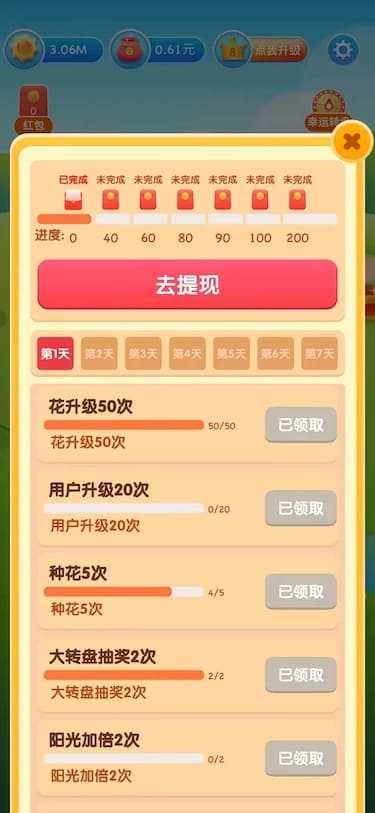 3.06M 0.61元 8 点我升级
0
红包 幸运转盘
已完成 未完成 未完成 未完成 未完成 未完成 未完成
进度: 0 40 60 80 90 100 200
去提现
第1天 第2天 第3天 第4天 第5天 第6天 第7天
花升级50次
50/50
花升级50次
已领取
用户升级20次
0/20
用户升级20次
已领取
种花5次
4/5
种花5次
已领取
大转盘抽奖2次
2/2
大转盘抽奖2次
已领取
阳光加倍2次
0/2
阳光加倍2次
已领取